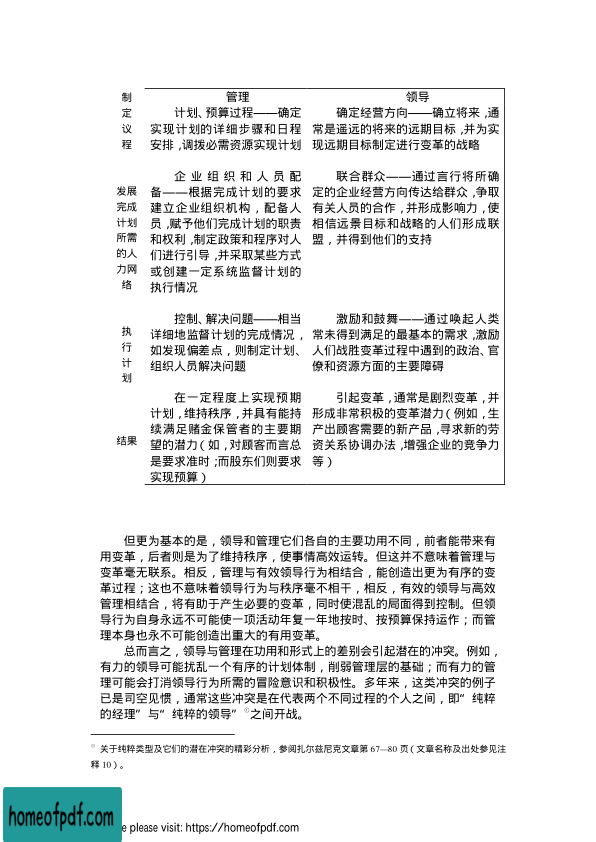 管理 领导
制
定
议
程
计划、预算过程——确定
实现计划的详细步骤和日程
安排，调拨必需资源实现计划
确定经营方向——确立将来，通
常是遥远的将来的远期目标，并为实
现远期目标制定进行变革的战略
发展
完成
计划
所需
的人
力网
络
企业组织和人员配
备——根据完成计划的要求
建立企业组织机构，配备人
员，赋予他们完成计划的职责
和权利，制定政策和程序对人
们进行引导，并采取某些方式
或创建一定系统监督计划的
执行情况
联合群众——通过言行将所确
定的企业经营方向传达给群众，争取
有关人员的合作，并形成影响力，使
相信远景目标和战略的人们形成联
盟，并得到他们的支持
执
行
计
划
控制、解决问题——相当
详细地监督计划的完成情况，
如发现偏差点，则制定计划、
组织人员解决问题
激励和鼓舞——通过唤起人类
常未得到满足的最基本的需求，激励
人们战胜变革过程中遇到的政治、官
僚和资源方面的主要障碍
结果
在一定程度上实现预期
计划，维持秩序，并具有能持
续满足赌金保管者的主要期
望的潜力（如，对顾客而言总
是要求准时；而股东们则要求
实现预算）
引起变革，通常是剧烈变革，并
形成非常积极的变革潜力（例如，生
产出顾客需要的新产品，寻求新的劳
资关系协调办法，增强企业的竞争力
等）
但更为基本的是，领导和管理它们各自的主要功用不同，前者能带来有
用变革，后者则是为了维持秩序，使事情高效运转。但这并不意味着管理与
变革毫无联系。相反，管理与有效领导行为相结合，能创造出更为有序的变
革过程；这也不意味着领导行为与秩序毫不相干，相反，有效的领导与高效
管理相结合，将有助于产生必要的变革，同时使混乱的局面得到控制。但领
导行为自身永远不可能使一项活动年复一年地按时、按预算保持运作；而管
理本身也永不可能创造出重大的有用变革。
总而言之，领导与管理在功用和形式上的差别会引起潜在的冲突。例如，
有力的领导可能扰乱一个有序的计划体制，削弱管理层的基础；而有力的管
理可能会打消领导行为所需的冒险意识和积极性。多年来，这类冲突的例子
已是司空见惯，通常这些冲突是在代表两个不同过程的个人之间，即“纯粹
的经理”与“纯粹的领导”①之间开战。
① 关于纯粹类型及它们的潜在冲突的精彩分析，参阅扎尔兹尼克文章第 67—80 页（文章名称及出处参见注
释 10）。
homeofpdf.com
please visit: https://homeofpdf.com